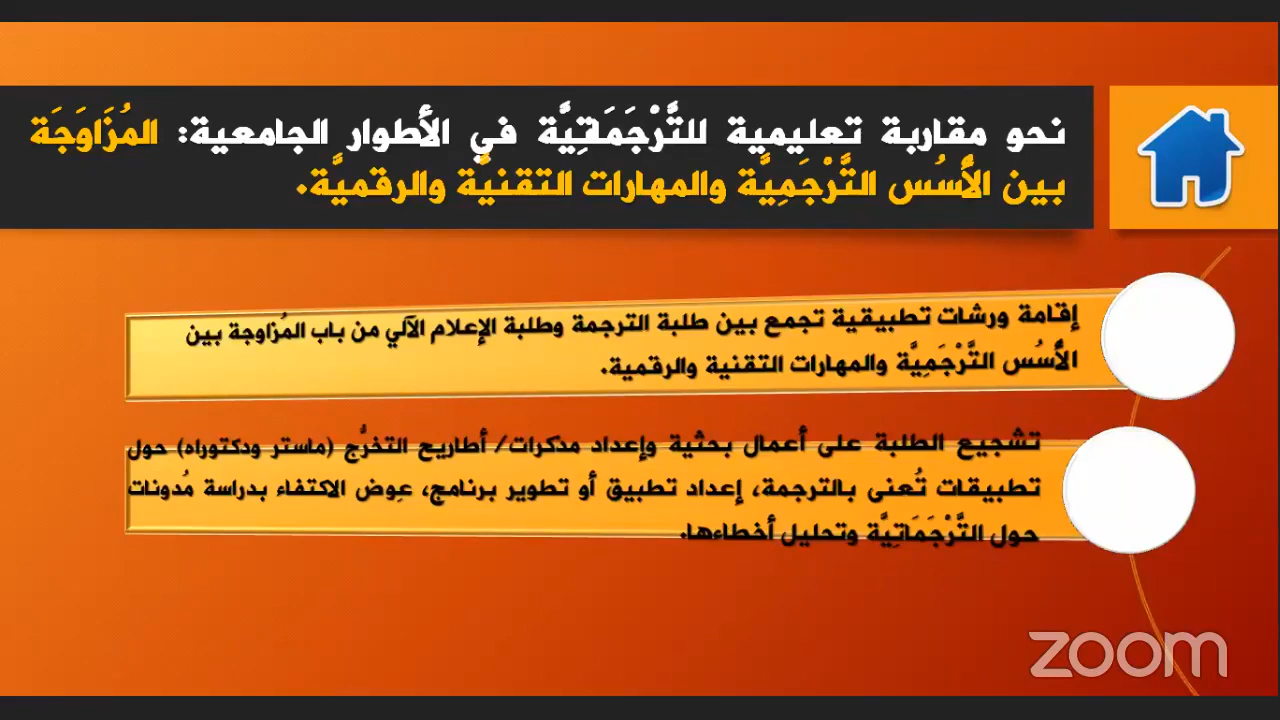 نحو مقاربة تعليمية للتَّرْجَمَاتِيَّة في الأطوار الجامعية: المُزَاوَجَة
بين الأسُس التَّرْجَمِيَّة والمهارات التقنيَّة والرقميَّة.
إقامة ورشات تطبيقية تجمع بين طلبة الترجمة وطلبة الإعلام الآلي من باب المُزاوجة بين
الأسُس التَّرْجَمِيَّة والمهارات التقنية والرقمية.
تشجيع الطلبة على أعمال بحثية وإعداد مذكرات/ أطاريح التخرُّج (ماستر ودكتوراه) حول
تطبيقات تُعنى بالترجمة، إعداد تطبيق أو تطوير برنامج، عِوض الاكتفاء بدراسة مُدونات
حول التَّرْجَمَاتِيَّة وتحليل أخطاءها.
zoom